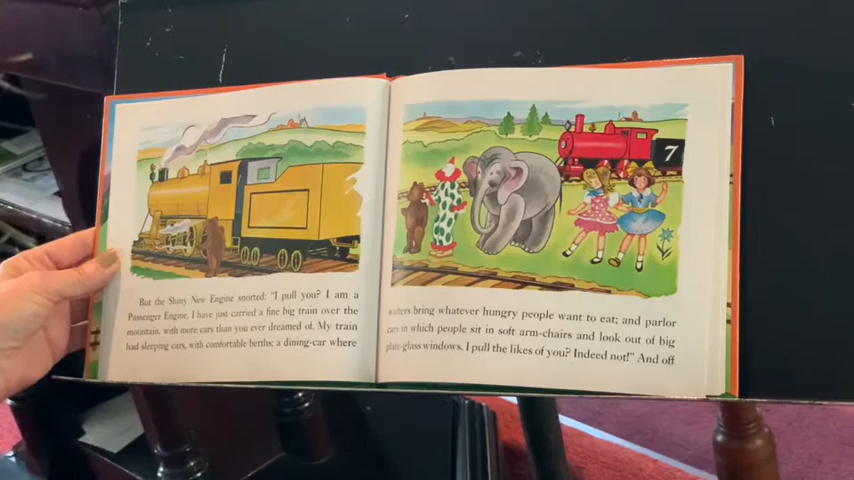 But the Shiny New Engine snorted: "I pull you? I am a
Passenger Engine. I have just carried a fine big train over the
mountain, with more cars than you ever dreamed of. My train
had sleeping cars, with comfortable berths; a dining-car where
7
waiters bring whatever hungry people want to eat; and parlor
cars in which people sit in soft arm-chairs and look out of big
plate-glass windows. I pull the likes of you? Indeed not!" And off